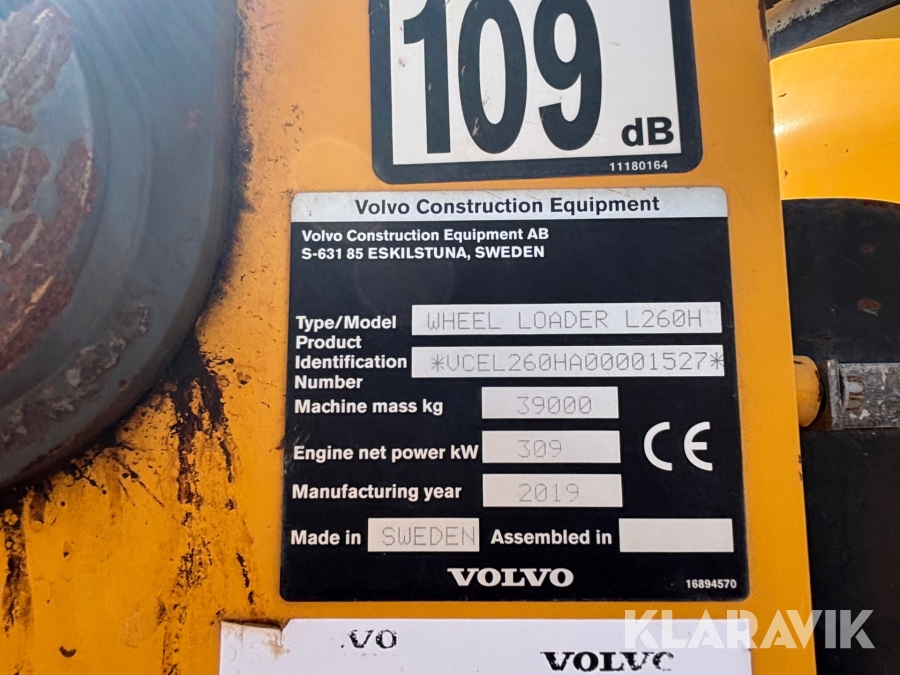 109
dB
11180164
Volvo Construction Equipment
Volvo Construction Equipment AB
S-631 85 ESKILSTUNA, SWEDEN
Type/Model WHEEL LOADER L260H
Product
Identification *VCEL260HA00001527*
Number
Machine mass kg 39000
Engine net power kW 309
CE
Manufacturing year 2019
Made in SWEDEN Assembled in
VOLVO
16894570
KLARAVIK
VO
VOLVO